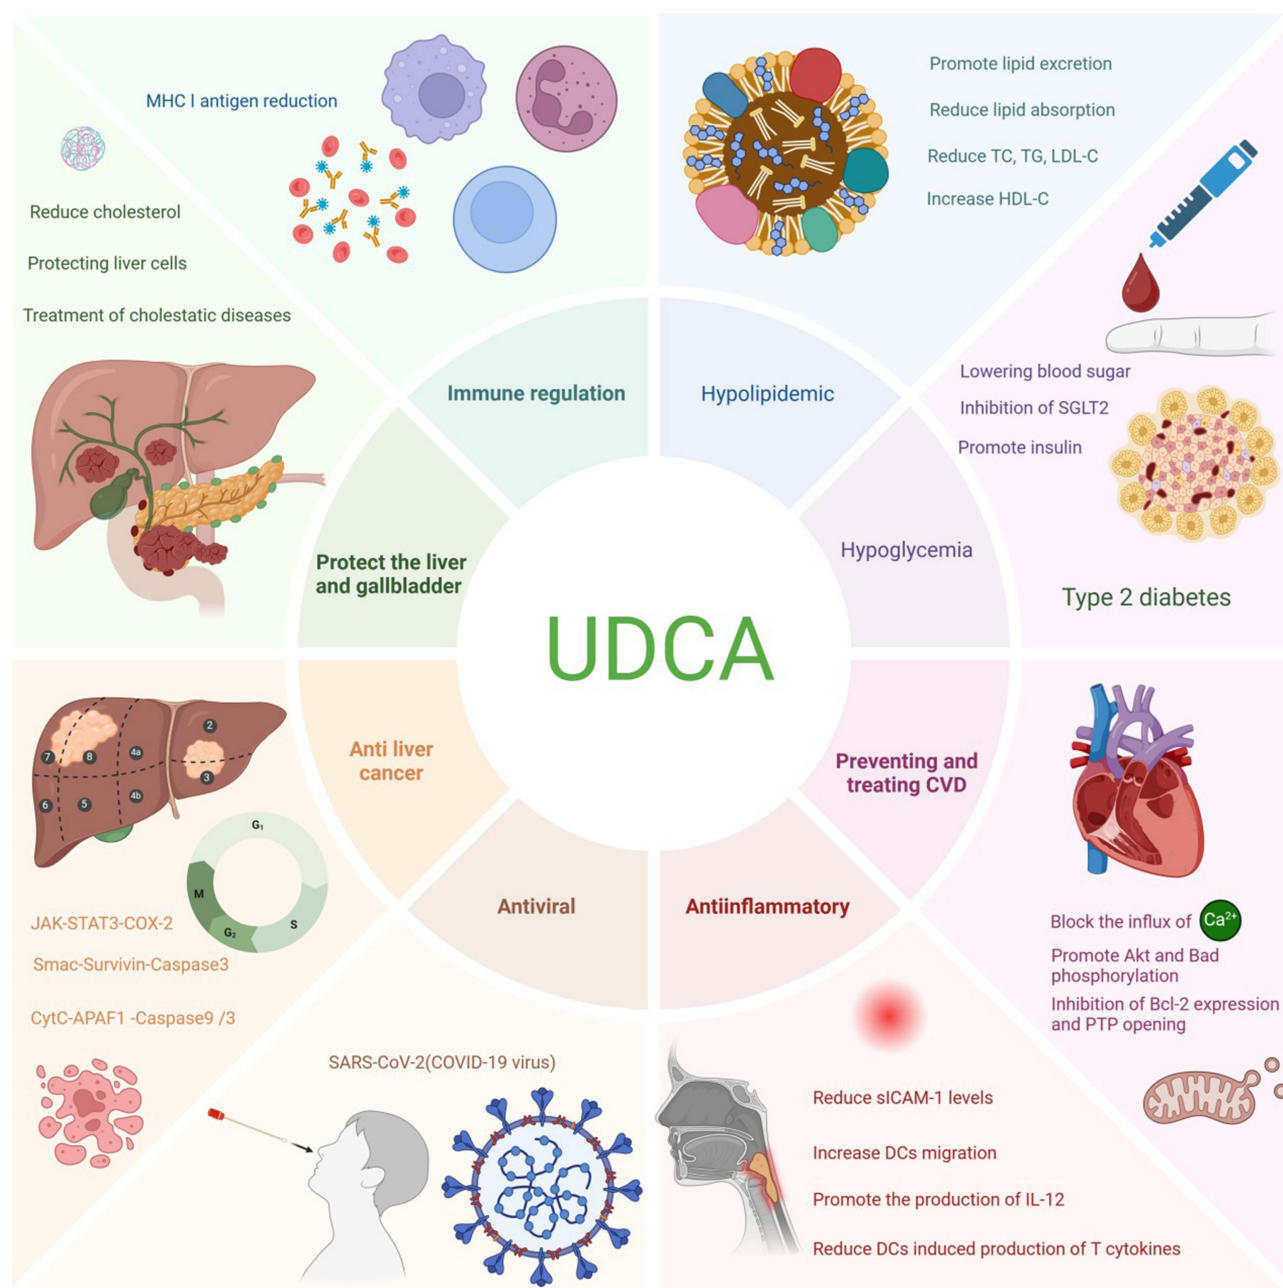 MHC I antigen reduction
Reduce cholesterol
Protecting liver cells
Treatment of cholestatic diseases
Promote lipid excretion
Reduce lipid absorption
Reduce TC, TG, LDL-C
Increase HDL-C
Lowering blood sugar
Inhibition of SGLT2
Promote insulin
Type 2 diabetes
Immune regulation
Hypolipidemic
Protect the liver
and gallbladder
Hypoglycemia
UDCA
Anti liver
cancer
Preventing and
treating CVD
Antiviral
Antiinflammatory
2
7
8
4a
3
6
5
4b
G₁
M
S
G₂
JAK-STAT3-COX-2
Smac-Survivin-Caspase3
CytC-APAF1 -Caspase9 /3
Block the influx of Ca²⁺
Promote Akt and Bad
phosphorylation
Inhibition of Bcl-2 expression
and PTP opening
SARS-CoV-2(COVID-19 virus)
Reduce sICAM-1 levels
Increase DCs migration
Promote the production of IL-12
Reduce DCs induced production of T cytokines